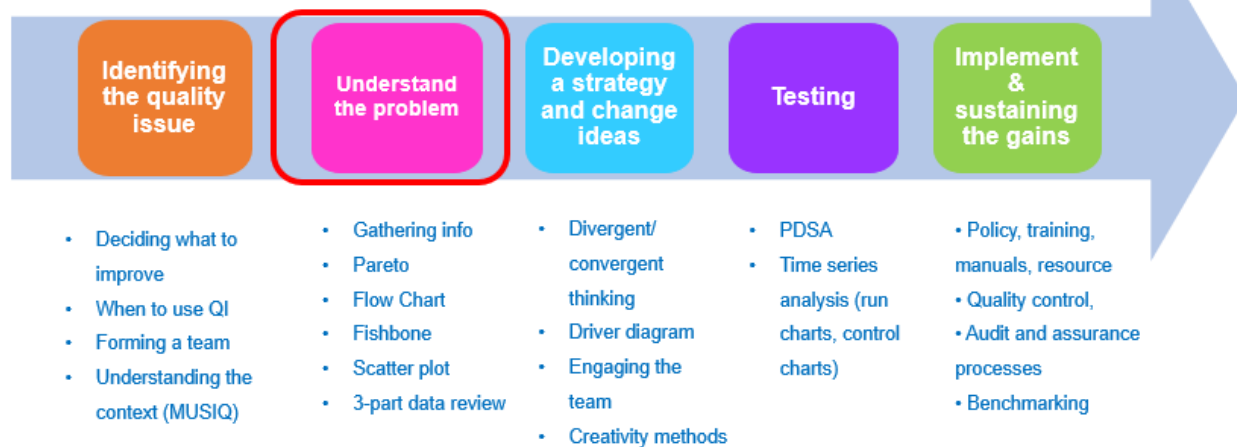 Identifying
the quality
issue
Understand
the problem
Developing
a strategy
and change
ideas
Testing
Implement
&
sustaining
the gains
• Deciding what to
improve
• When to use QI
• Forming a team
• Understanding the
context (MUSIQ)
• Gathering info
• Pareto
• Flow Chart
• Fishbone
• Scatter plot
• 3-part data review
• Divergent/
convergent
thinking
• Driver diagram
• Engaging the
team
• Creativity methods
• PDSA
• Time series
analysis (run
charts, control
charts)
• Policy, training,
manuals, resource
• Quality control,
• Audit and assurance
processes
• Benchmarking